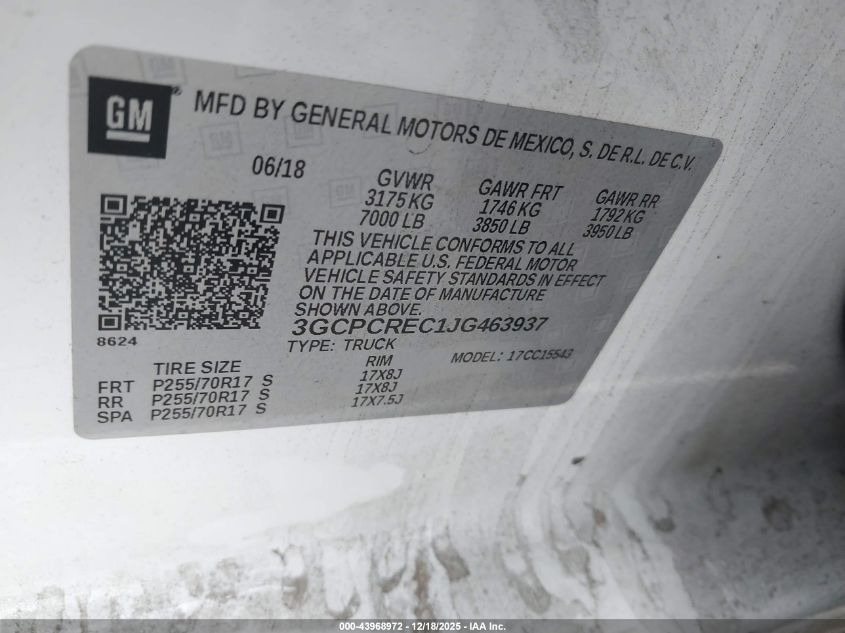 GM ® MFD BY GENERAL MOTORS DE MEXICO, S. DE R.L. DE C.V.
06/18 GVWR GAWR FRT GAWR RR
3175 KG 1746 KG 1792 KG
7000 LB 3850 LB 3950 LB
THIS VEHICLE CONFORMS TO ALL
APPLICABLE U.S. FEDERAL MOTOR
VEHICLE SAFETY STANDARDS IN EFFECT
ON THE DATE OF MANUFACTURE
SHOWN ABOVE.
8624 3GCPCREC1JG463937
TYPE: TRUCK MODEL: 17CC15543
TIRE SIZE RIM
FRT P255/70R17 S 17X8J
RR P255/70R17 S 17X8J
SPA P255/70R17 S 17X7.5J
000-43968972 - 12/18/2025 - IAA Inc.